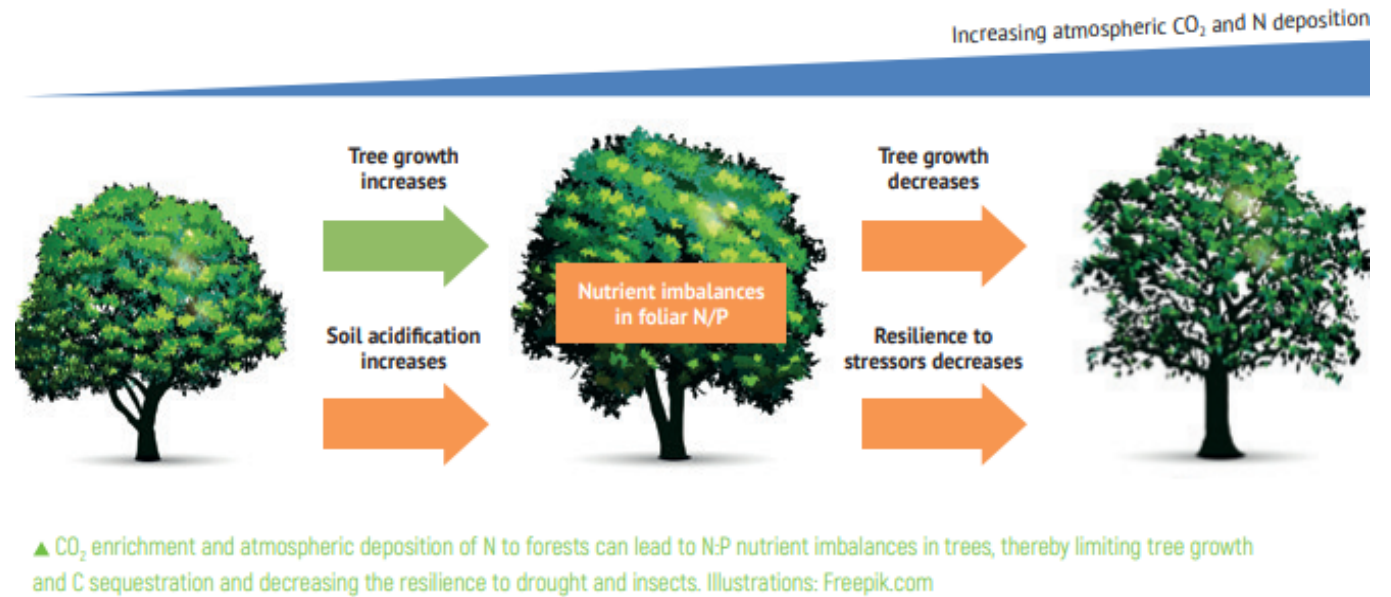 Increasing atmospheric CO₂ and N deposition
Tree growth
increases
Tree growth
decreases
Nutrient imbalances
in foliar N/P
Soil acidification
increases
Resilience to
stressors decreases
▲ CO₂ enrichment and atmospheric deposition of N to forests can lead to N:P nutrient imbalances in trees, thereby limiting tree growth
and C sequestration and decreasing the resilience to drought and insects. Illustrations: Freepik.com